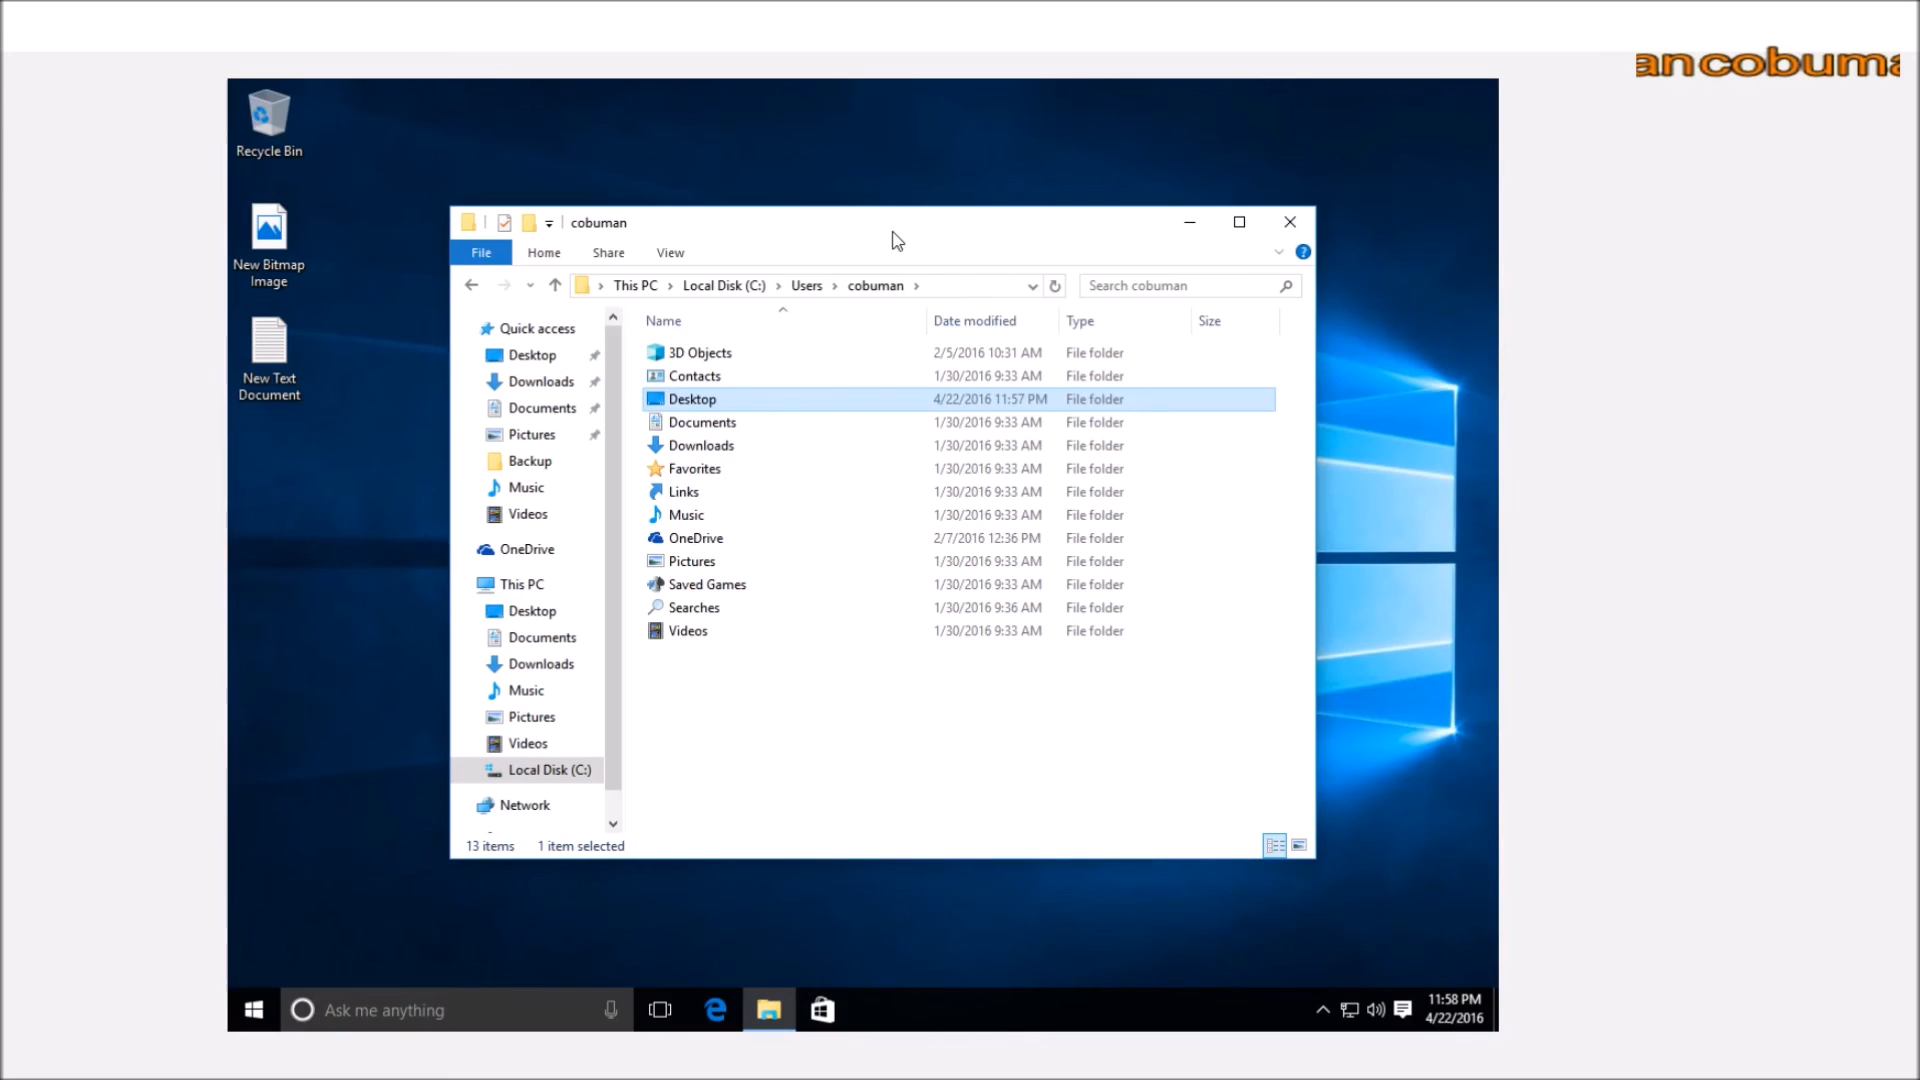 ancobuma
Recycle Bin
New Bitmap
Image
New Text
Document
cobuman
File Home Share View
This PC Local Disk (C:) Users cobuman Search cobuman
Name Date modified Type Size
Quick access
Desktop
Downloads
Documents
Pictures
Backup
Music
Videos
OneDrive
This PC
Desktop
Documents
Downloads
Music
Pictures
Videos
Local Disk (C:)
Network
3D Objects 2/5/2016 10:31 AM File folder
Contacts 1/30/2016 9:33 AM File folder
Desktop 4/22/2016 11:57 PM File folder
Documents 1/30/2016 9:33 AM File folder
Downloads 1/30/2016 9:33 AM File folder
Favorites 1/30/2016 9:33 AM File folder
Links 1/30/2016 9:33 AM File folder
Music 1/30/2016 9:33 AM File folder
OneDrive 2/7/2016 12:36 PM File folder
Pictures 1/30/2016 9:33 AM File folder
Saved Games 1/30/2016 9:33 AM File folder
Searches 1/30/2016 9:36 AM File folder
Videos 1/30/2016 9:33 AM File folder
13 items 1 item selected
Ask me anything
11:58 PM
4/22/2016